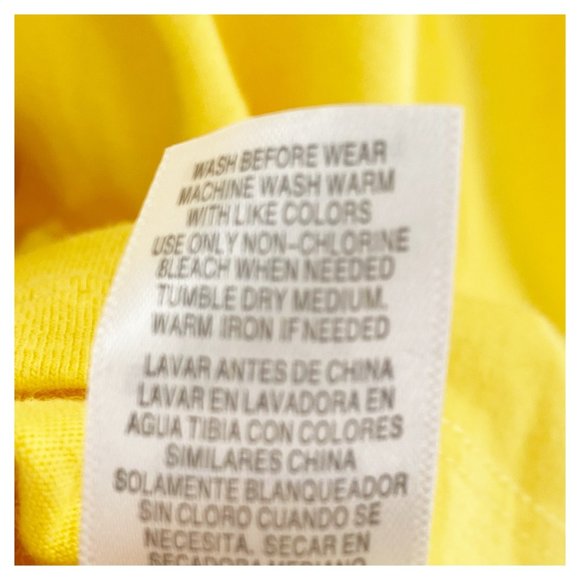 WASH BEFORE WEAR
MACHINE WASH WARM
WITH LIKE COLORS
USE ONLY NON-CHLORINE
BLEACH WHEN NEEDED
TUMBLE DRY MEDIUM.
WARM IRON IF NEEDED
LAVAR ANTES DE CHINA
LAVAR EN LAVADORA EN
AGUA TIBIA CON COLORES
SIMILARES CHINA
SOLAMENTE BLANQUEADOR
SIN CLORO CUANDO SE
NECESITA. SECAR EN
SECADORA MEDIANO